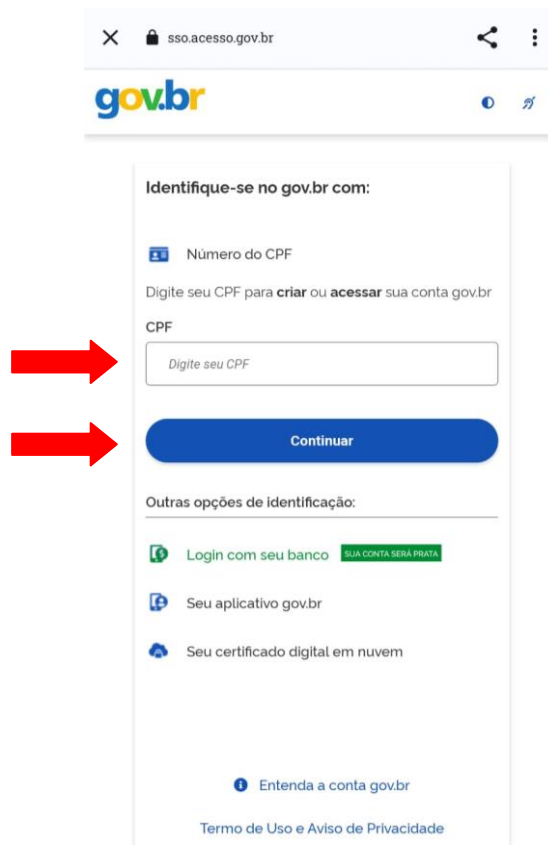 sso.acesso.gov.br
gov.br
Identifique-se no gov.br com:
Número do CPF
Digite seu CPF para criar ou acessar sua conta gov.br
CPF
Digite seu CPF
Continuar
Outras opções de identificação:
Login com seu banco SUA CONTA SERÁ PRATA
Seu aplicativo gov.br
Seu certificado digital em nuvem
Entenda a conta gov.br
Termo de Uso e Aviso de Privacidade